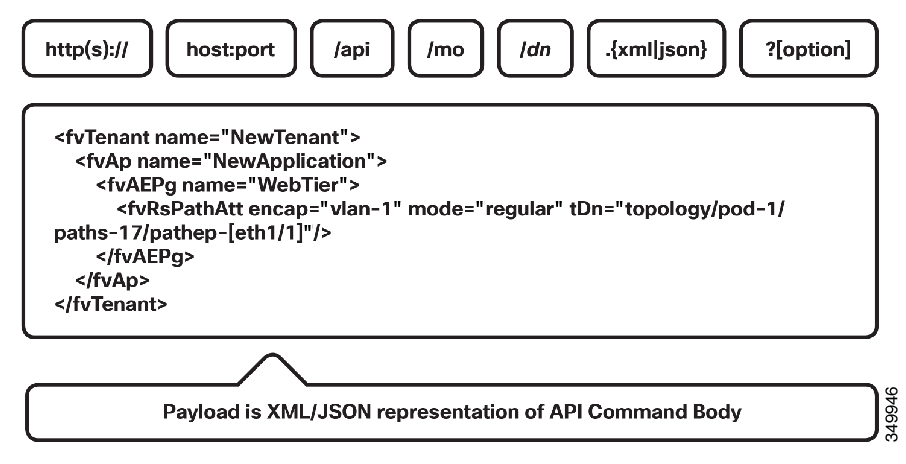 http(s):// host:port /api /mo /dn .{xml|json} ?[option]
<fvTenant name="NewTenant">
<fvAp name="NewApplication">
<fvAEPg name="WebTier">
<fvRsPathAtt encap="vlan-1" mode="regular" tDn="topology/pod-1/
paths-17/pathep-[eth1/1]"/>
</fvAEPg>
</fvAp>
</fvTenant>
Payload is XML/JSON representation of API Command Body
349946